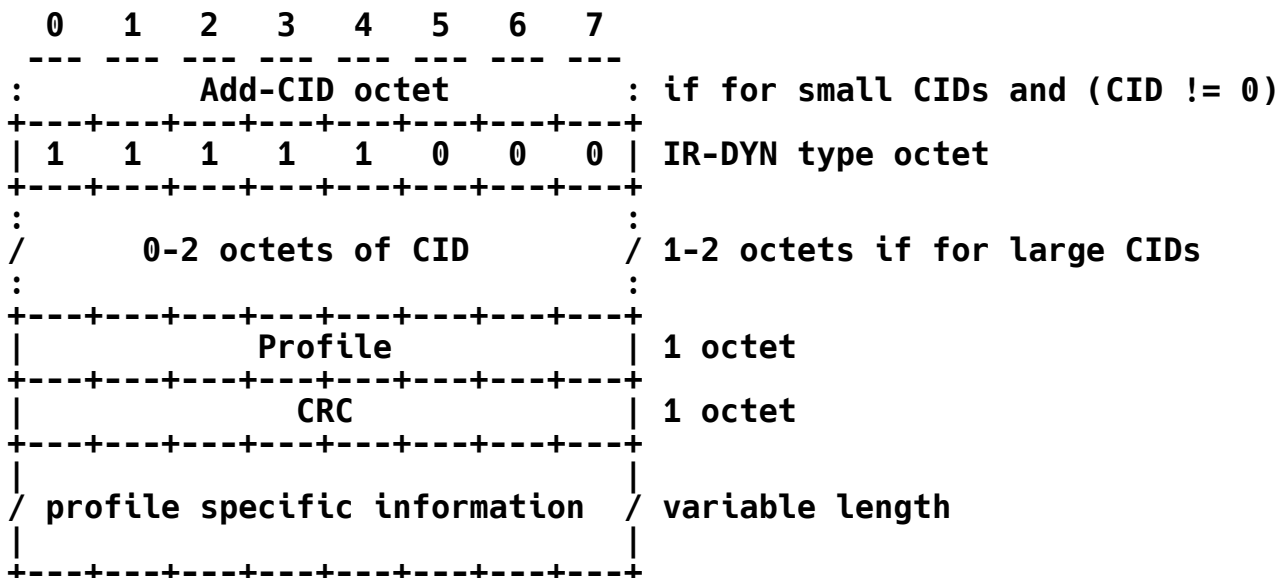 0   1   2   3   4   5   6   7
 --- --- --- --- --- --- --- ---
:         Add-CID octet         : if for small CIDs and (CID != 0)
+---+---+---+---+---+---+---+---+
| 1   1   1   1   1   0   0   0 | IR-DYN type octet
+---+---+---+---+---+---+---+---+
:                               :
/      0-2 octets of CID        / 1-2 octets if for large CIDs
:                               :
+---+---+---+---+---+---+---+---+
|            Profile            | 1 octet
+---+---+---+---+---+---+---+---+
|              CRC              | 1 octet
+---+---+---+---+---+---+---+---+
|                               |
/ profile specific information  / variable length
|                               |
+---+---+---+---+---+---+---+---+